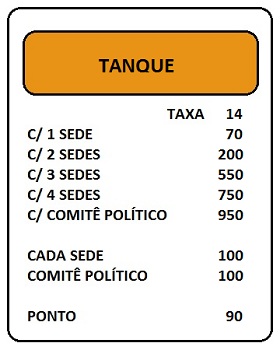 TANQUE
TAXA 14
C/ 1 SEDE 70
C/ 2 SEDES 200
C/ 3 SEDES 550
C/ 4 SEDES 750
C/ COMITÊ POLÍTICO 950
CADA SEDE 100
COMITÊ POLÍTICO 100
PONTO 90